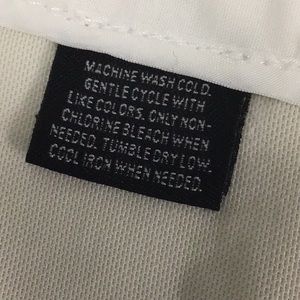 MACHINE WASH COLD.
GENTLE CYCLE WITH
LIKE COLORS. ONLY NON-
CHLORINE BLEACH WHEN
NEEDED. TUMBLE DRY LOW
COOL IRON WHEN NEEDED.